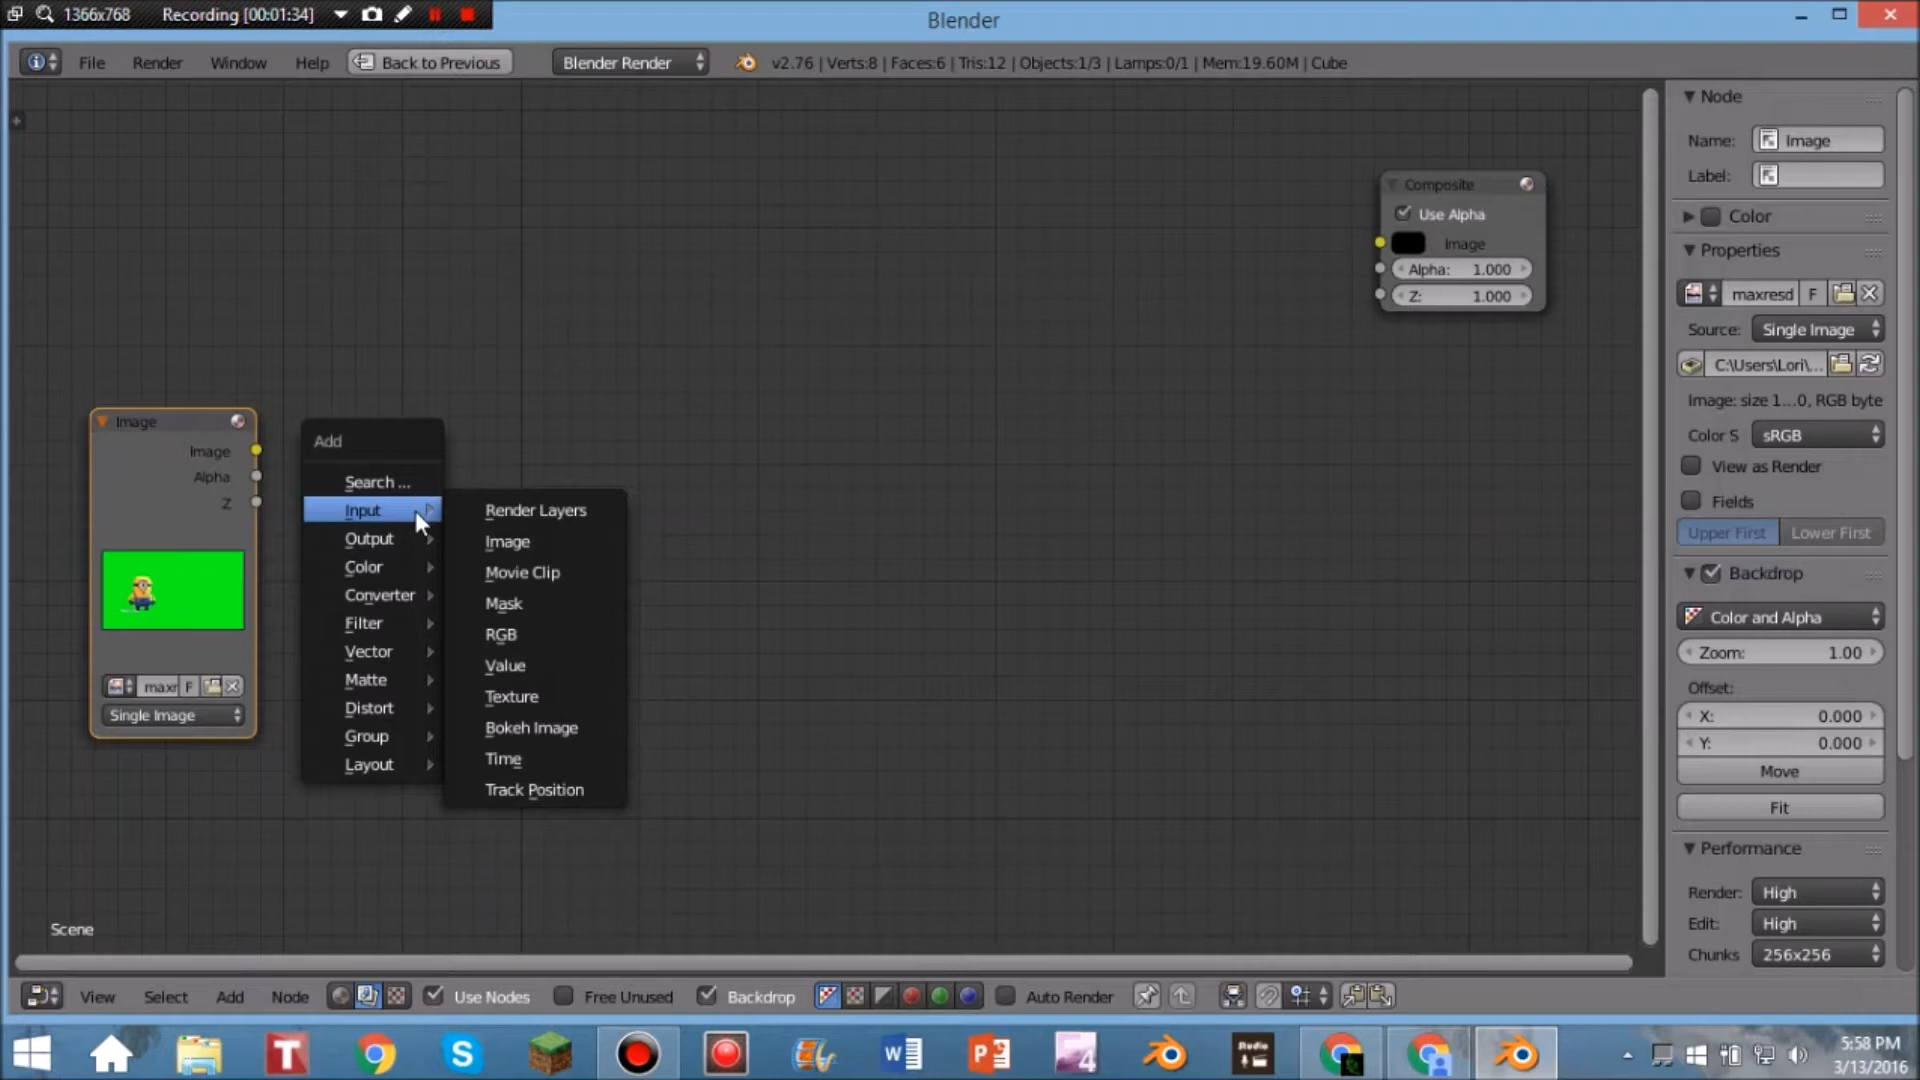 1366x768 Recording [00:01:34]
Blender
File Render Window Help Back to Previous Blender Render v2.76 | Verts:8 | Faces:6 | Tris:12 | Objects:1/3 | Lamps:0/1 | Mem:19.60M | Cube
Node
Name: Image
Label:
Color
Properties
maxresd F
Source: Single Image
C:\Users\Lori\...
Image: size 1...0, RGB byte
Color S sRGB
View as Render
Fields
Upper First Lower First
Backdrop
Color and Alpha
Zoom: 1.00
Offset:
X: 0.000
Y: 0.000
Move
Fit
Performance
Render: High
Edit: High
Chunks 256x256
Composite
Use Alpha
Image
Alpha: 1.000
Z: 1.000
Image
Image
Alpha
Z
maxr F
Single Image
Add
Search ...
Input
Output
Color
Converter
Filter
Vector
Matte
Distort
Group
Layout
Render Layers
Image
Movie Clip
Mask
RGB
Value
Texture
Bokeh Image
Time
Track Position
Scene
View Select Add Node Use Nodes Free Unused Backdrop Auto Render
5:58 PM
3/13/2016